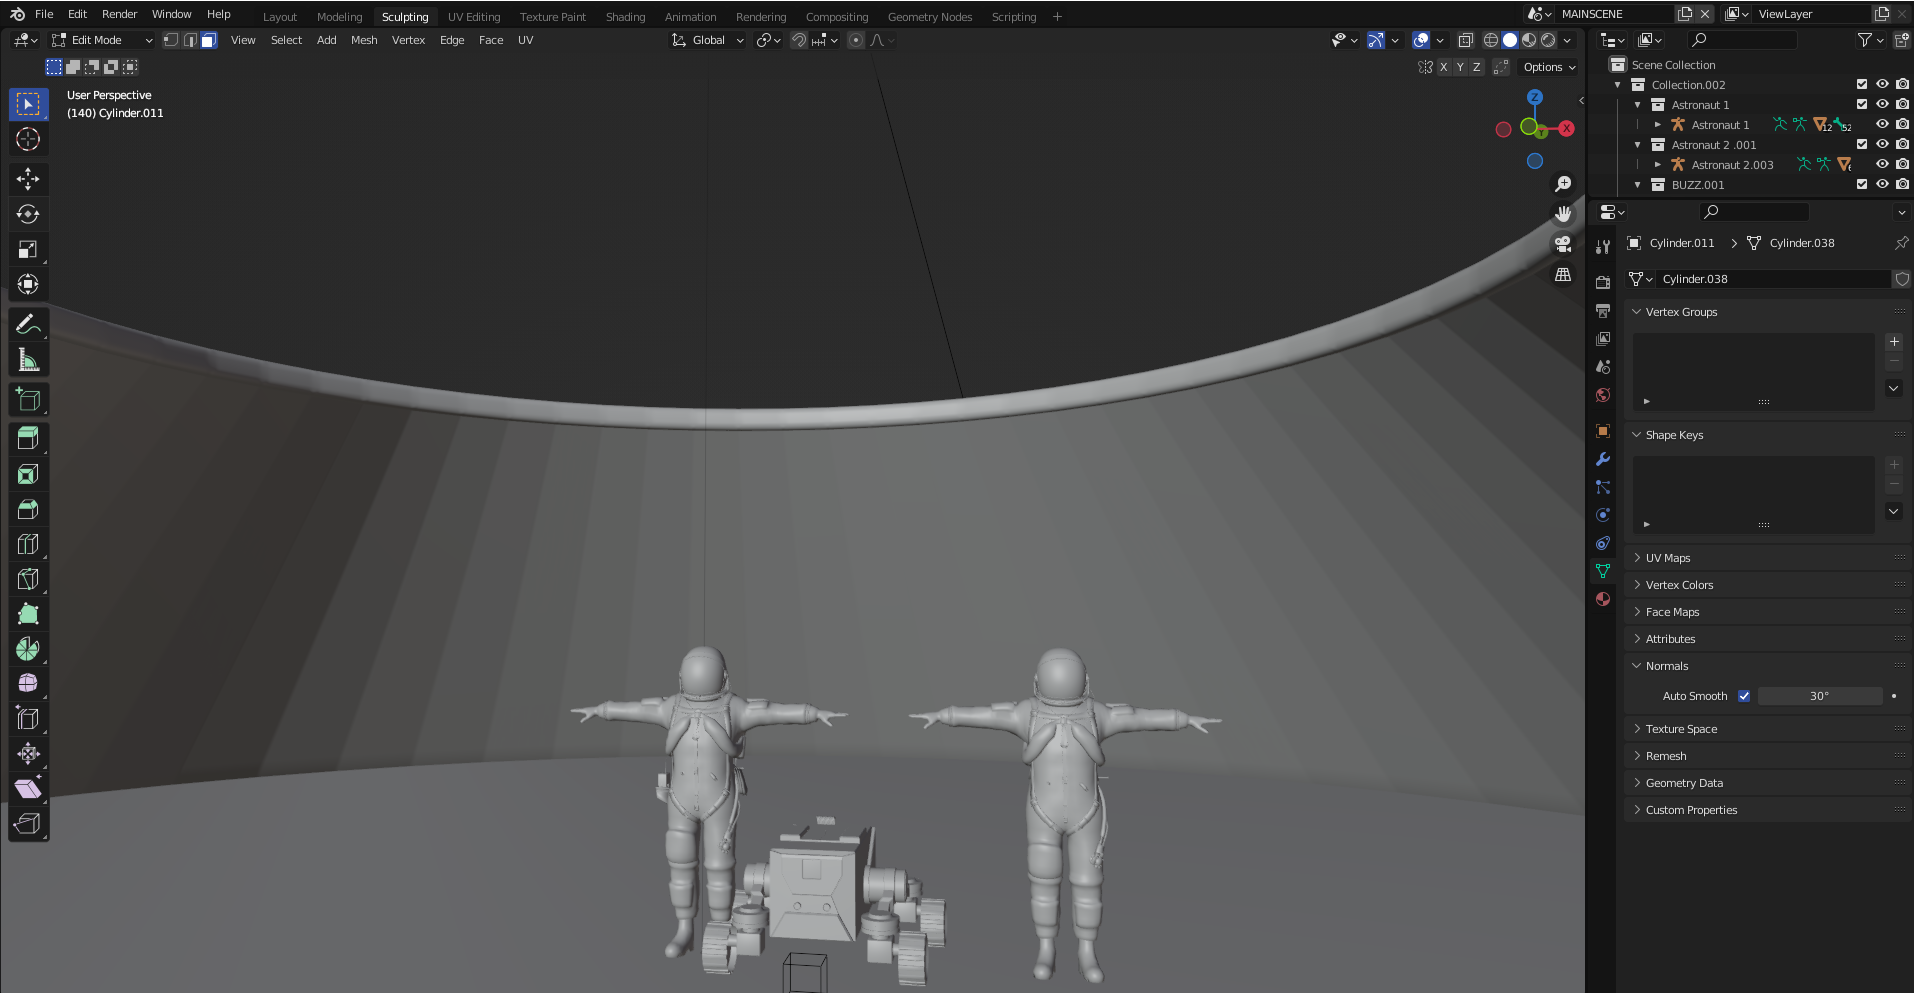 File Edit Render Window Help Layout Modeling Sculpting UV Editing Texture Paint Shading Animation Rendering Compositing Geometry Nodes Scripting + MAINSCENE ViewLayer
Edit Mode View Select Add Mesh Vertex Edge Face UV Global
X Y Z Options
User Perspective
(140) Cylinder.011
Z
X
Scene Collection
Collection.002
Astronaut 1
Astronaut 1 12 52
Astronaut 2 .001
Astronaut 2.003
BUZZ.001
Cylinder.011 > Cylinder.038
Cylinder.038
Vertex Groups
Shape Keys
UV Maps
Vertex Colors
Face Maps
Attributes
Normals
Auto Smooth 30°
Texture Space
Remesh
Geometry Data
Custom Properties